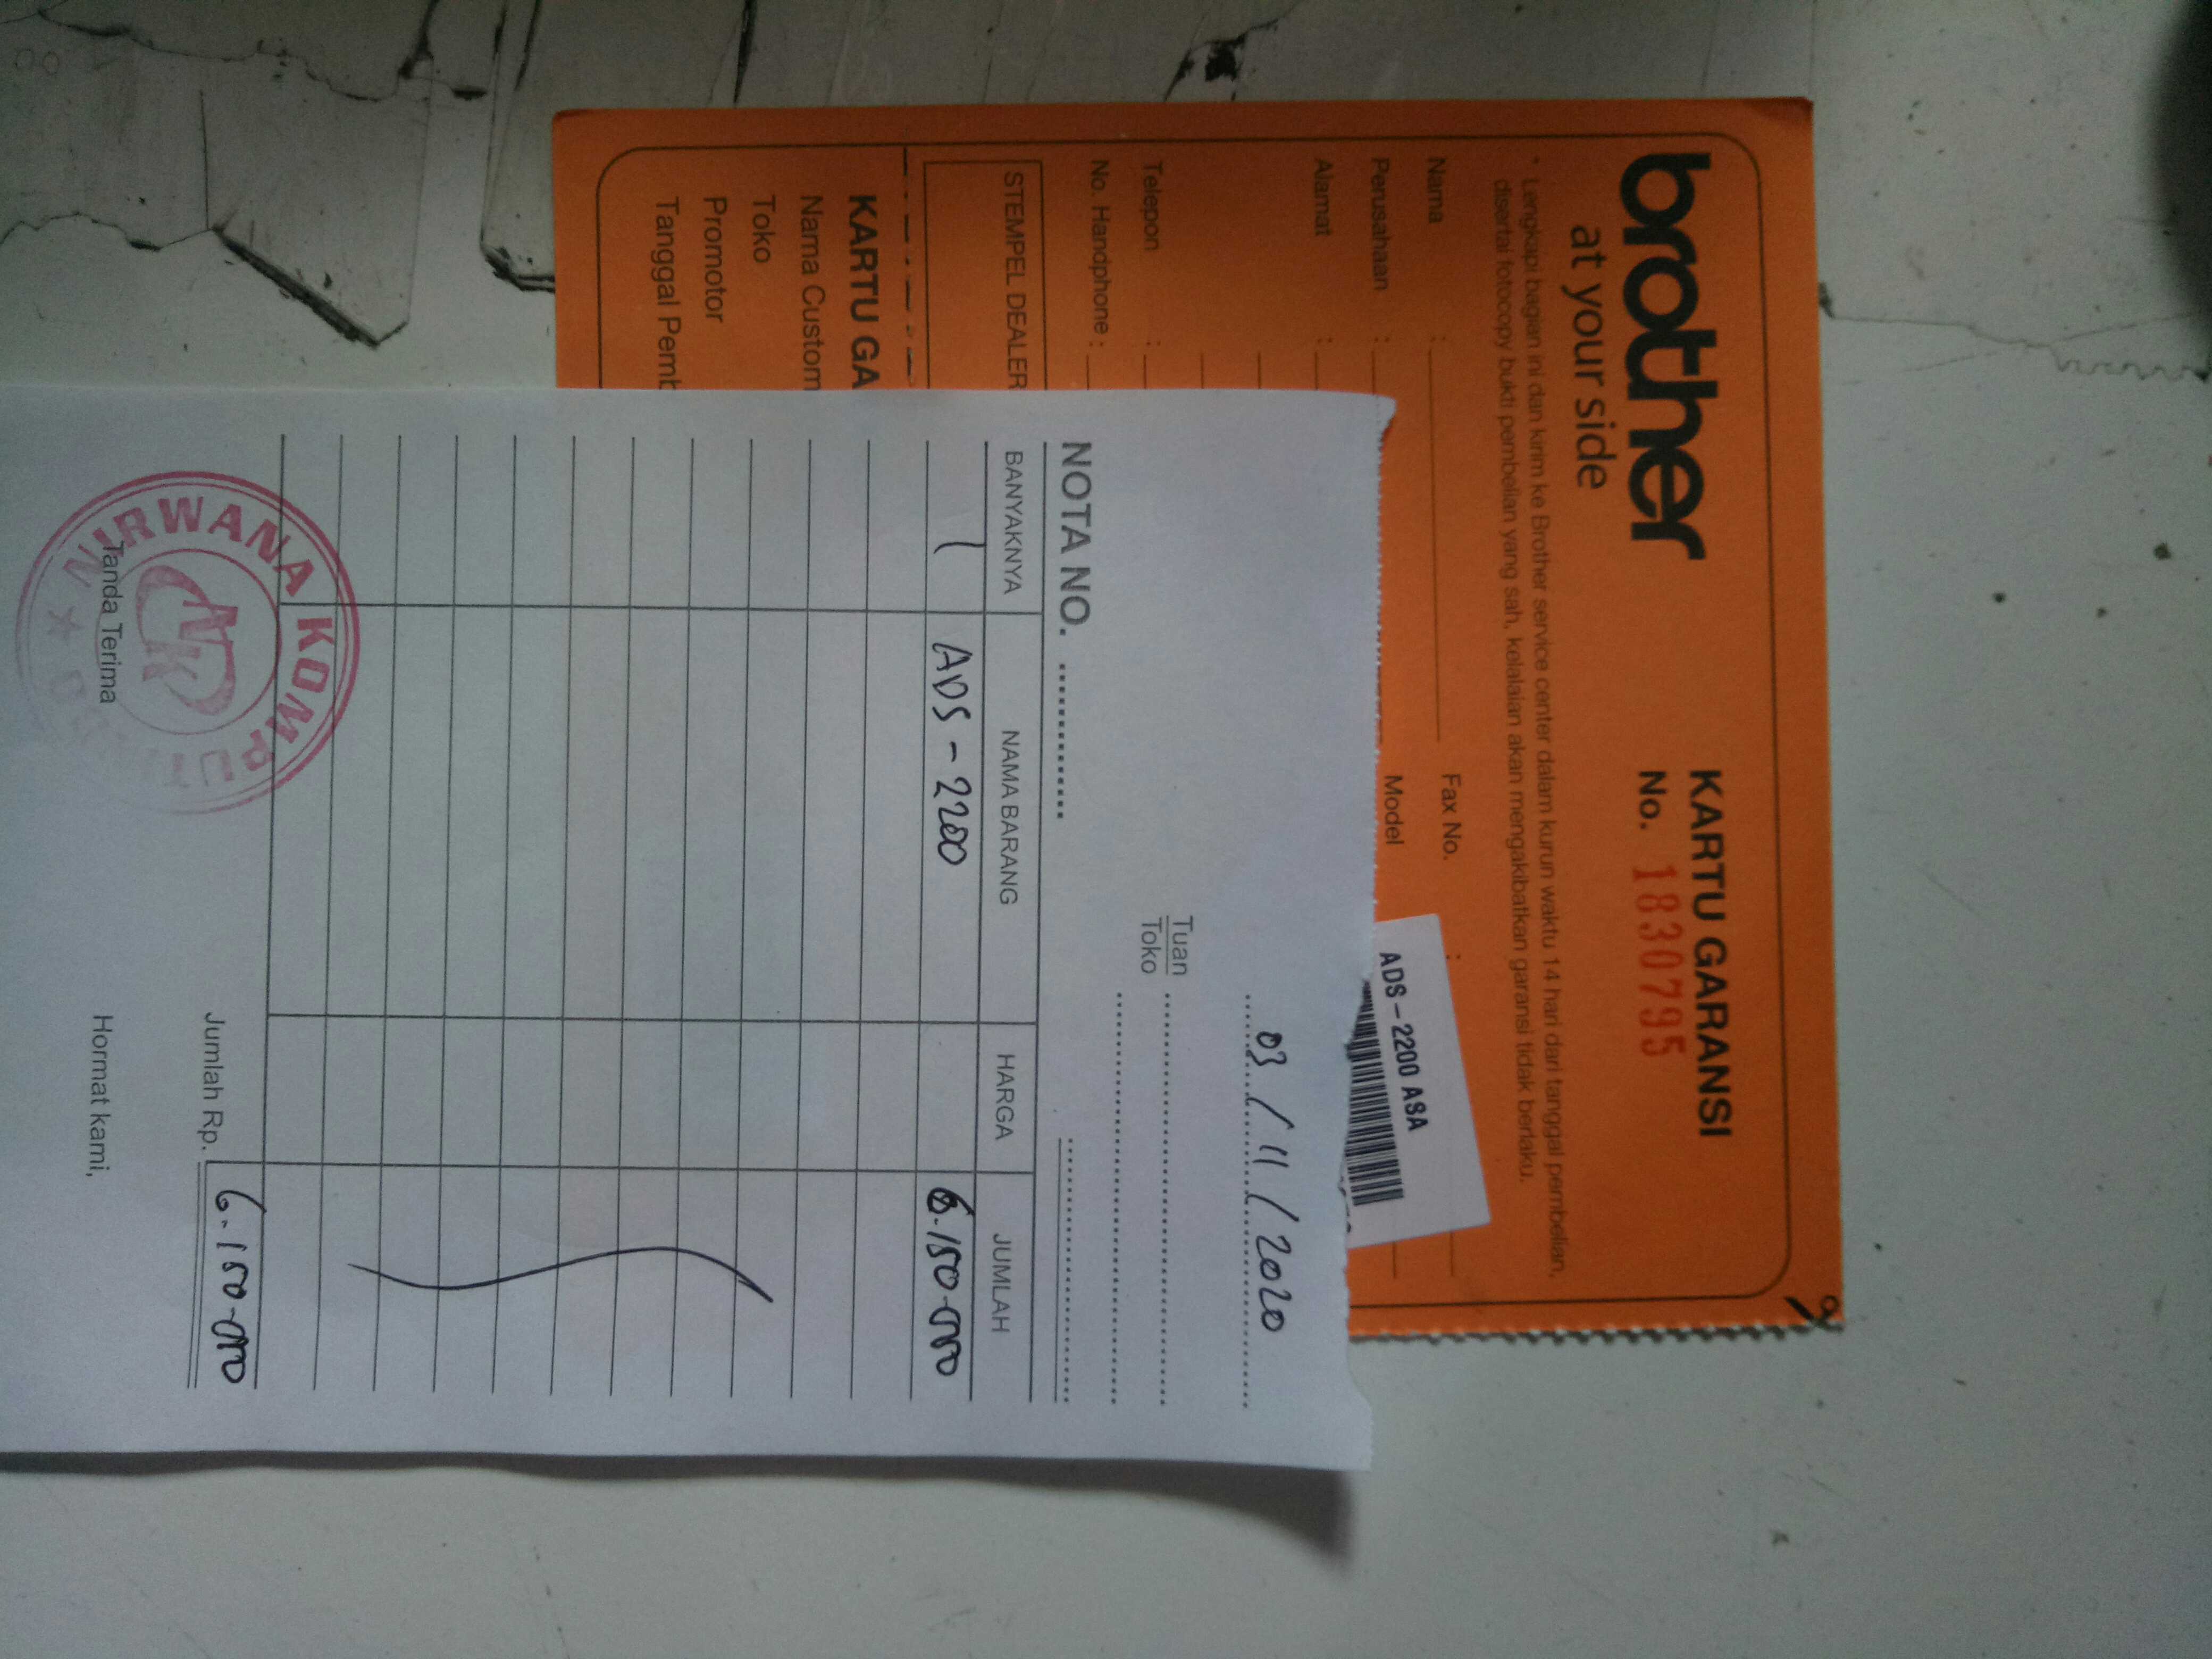 brother
at your side
KARTU GARANSI
No. 1830795
* Lengkapi bagian ini dan kirim ke Brother service center dalam kurun waktu 14 hari dari tanggal pembelian,
disertai fotocopy bukti pembelian yang sah, kelalaian akan mengakibatkan garansi tidak berlaku.
Nama :
Fax No. :
Perusahaan :
Model
ADS-2200 ASA
Alamat :
Telepon :
No. Handphone :
STEMPEL DEALER
KARTU GA
Nama Custom
Toko
Promotor
Tanggal Pemb
03/11/2020
Tuan
Toko
NOTA NO.
BANYAKNYA NAMA BARANG HARGA JUMLAH
1 ADS-2200 6.150.000
Jumlah Rp. 6.150.000
Tanda Terima
Hormat kami,
NIRWANA KOMPU
NK